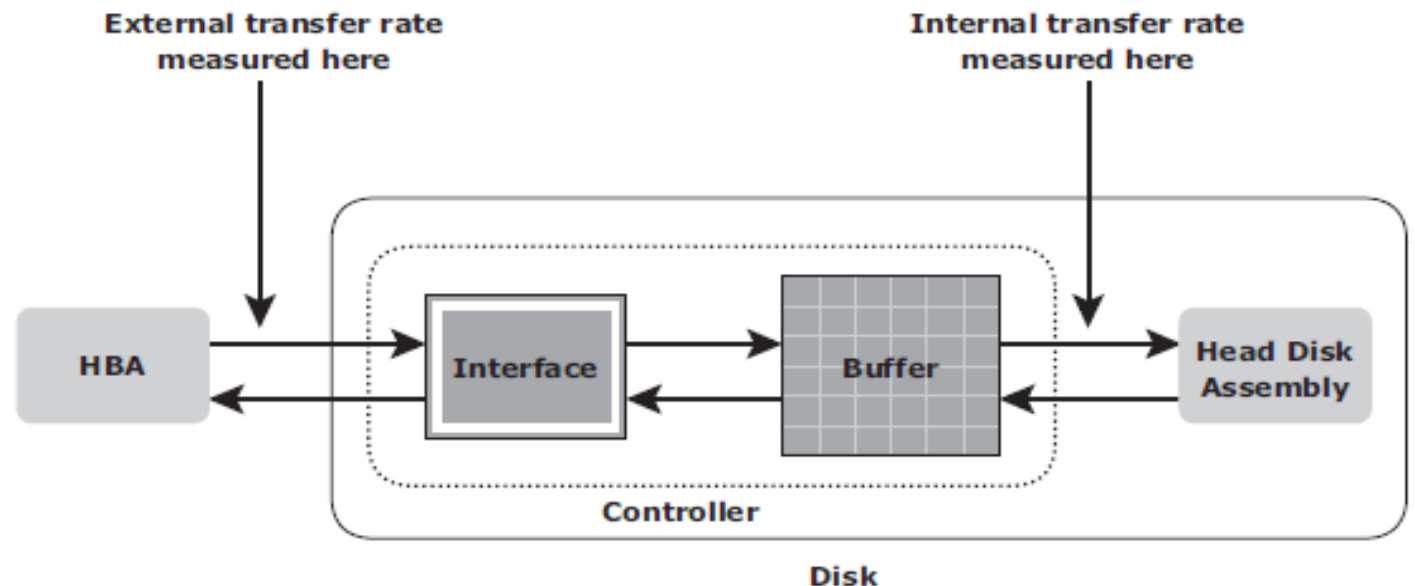 External transfer rate
measured here
Internal transfer rate
measured here
HBA
Interface
Buffer
Head Disk
Assembly
Controller
Disk